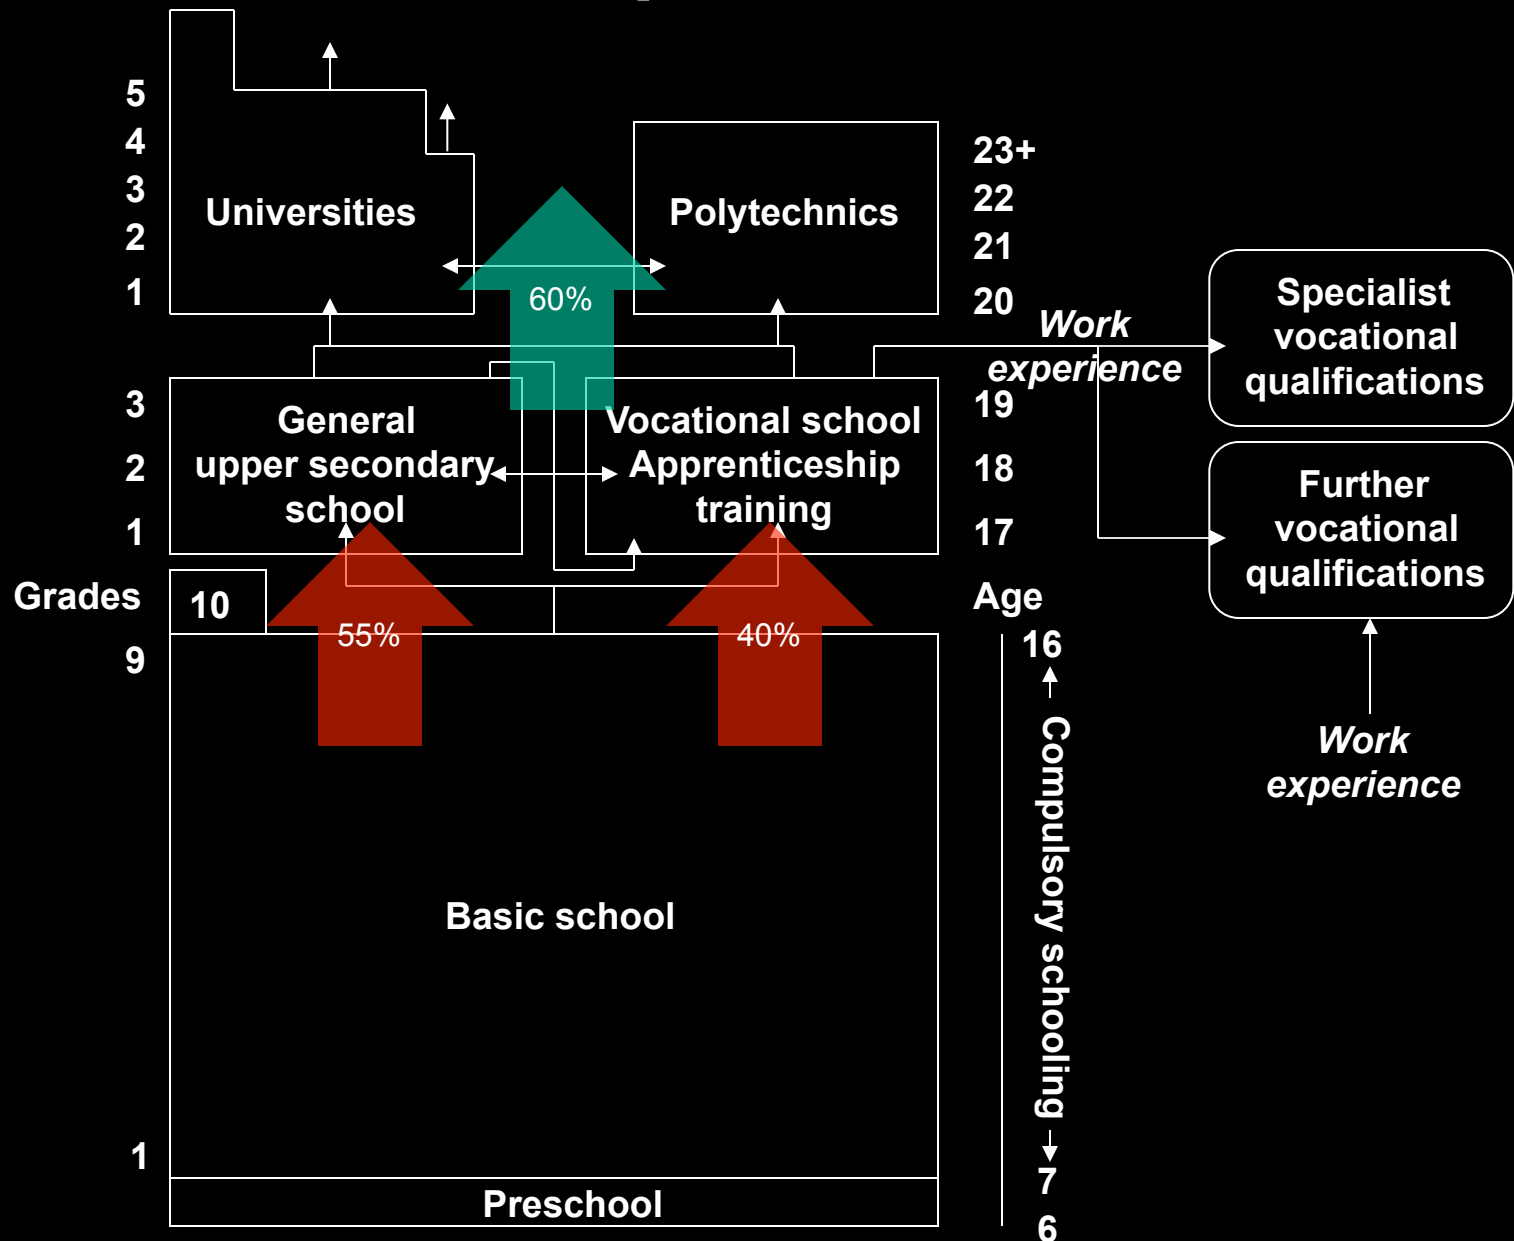 5
4
3
2
1
Universities
Polytechnics
23+
22
21
20
60%
Work
experience
Specialist
vocational
qualifications
3
2
1
General
upper secondary
school
Vocational school
Apprenticeship
training
19
18
17
Further
vocational
qualifications
Grades
10
Age
55%
40%
9
16
Compulsory schooling
Work
experience
Basic school
1
7
Preschool
6